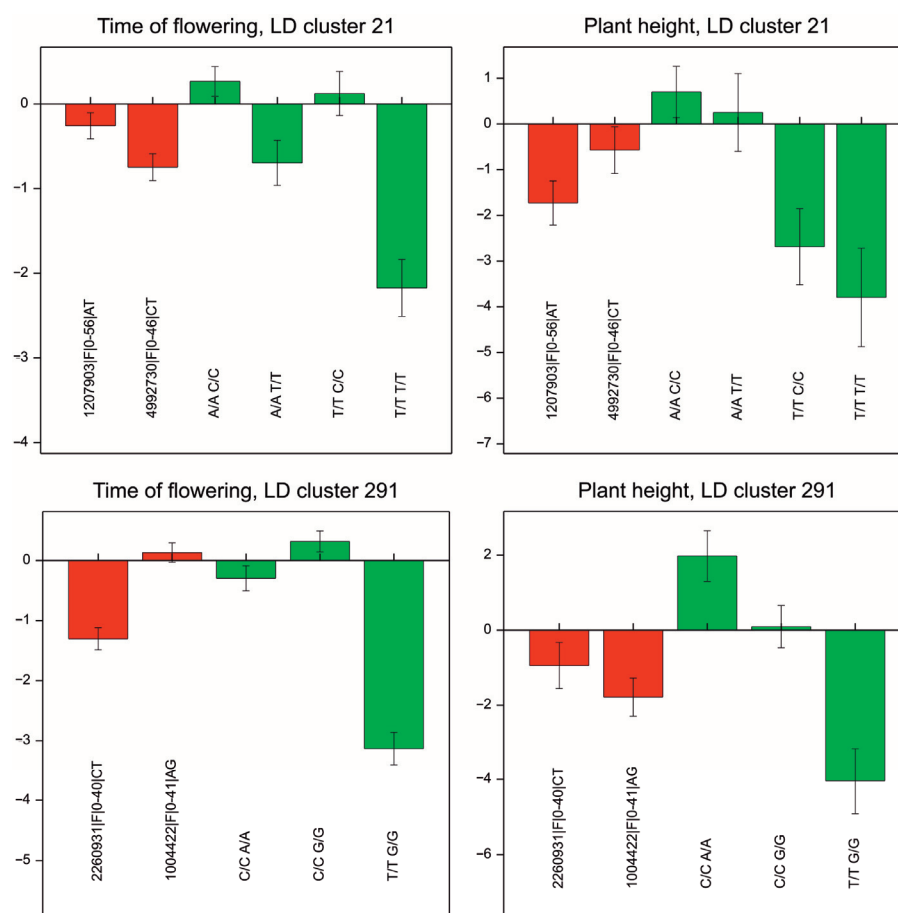 Time of flowering, LD cluster 21
0
−1
−2
−3
−4
1207903|F|0-56|AT
4992730|F|0-46|CT
A/A C/C
A/A T/T
T/T C/C
T/T T/T
Plant height, LD cluster 21
1
0
−1
−2
−3
−4
−5
−6
−7
1207903|F|0-56|AT
4992730|F|0-46|CT
A/A C/C
A/A T/T
T/T C/C
T/T T/T
Time of flowering, LD cluster 291
0
−1
−2
−3
−4
−5
2260931|F|0-40|CT
1004422|F|0-41|AG
C/C A/A
C/C G/G
T/T G/G
Plant height, LD cluster 291
2
0
−2
−4
−6
2260931|F|0-40|CT
1004422|F|0-41|AG
C/C A/A
C/C G/G
T/T G/G